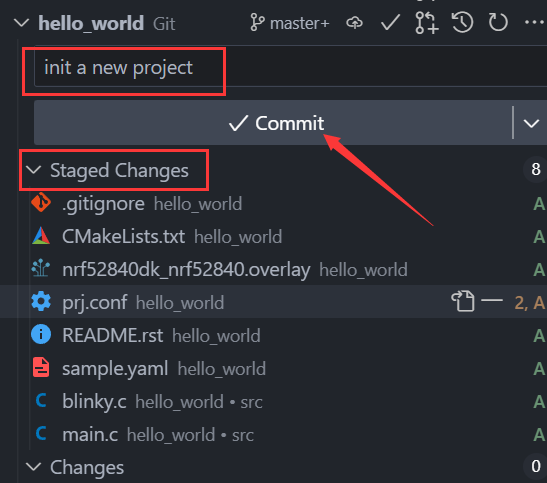 hello_world Git master+
init a new project
Commit
Staged Changes 8
.gitignore hello_world A
CMakeLists.txt hello_world A
nrf52840dk_nrf52840.overlay hello_world A
prj.conf hello_world 2, A
README.rst hello_world A
sample.yaml hello_world A
blinky.c hello_world • src A
main.c hello_world • src A
Changes 0